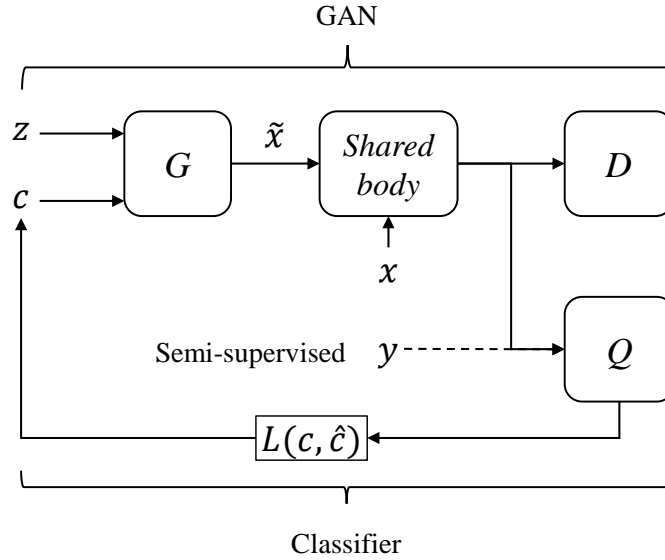 GAN
z
G
x̃
Shared
body
D
c
x
Semi-supervised y
Q
L(c, ĉ)
Classifier